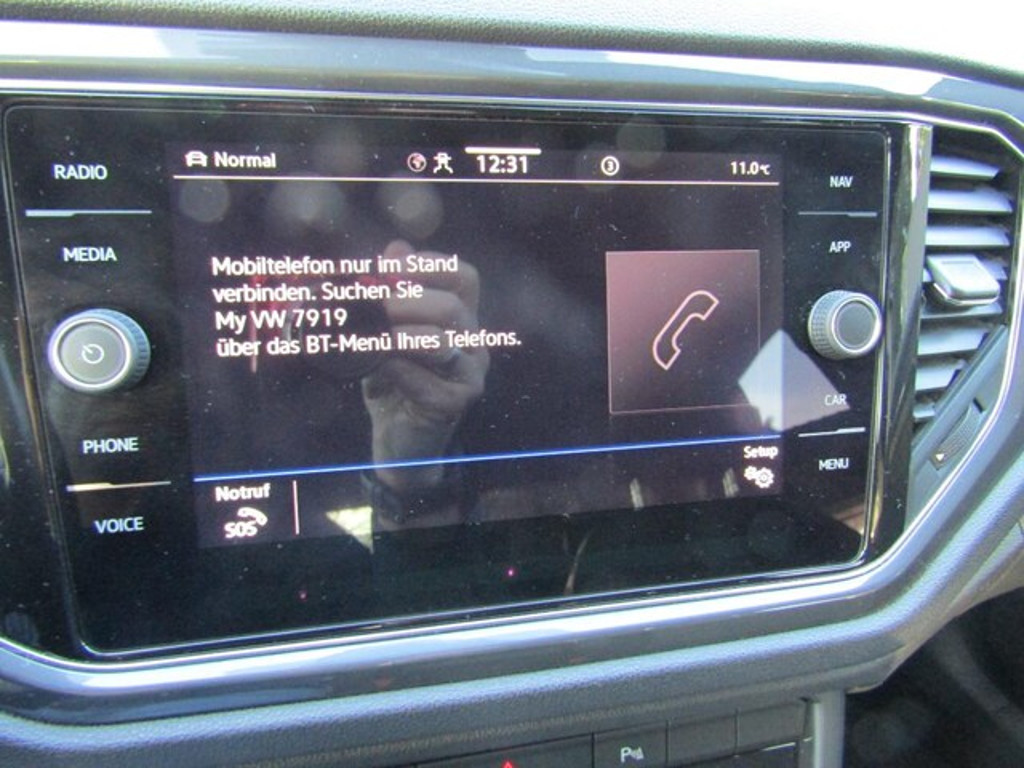 RADIO
MEDIA
PHONE
VOICE
Normal
12:31
3
11.0°C
Mobiltelefon nur im Stand
verbinden. Suchen Sie
My VW 7919
über das BT-Menü Ihres Telefons.
Setup
Notruf
SOS
NAV
APP
CAR
MENU
P